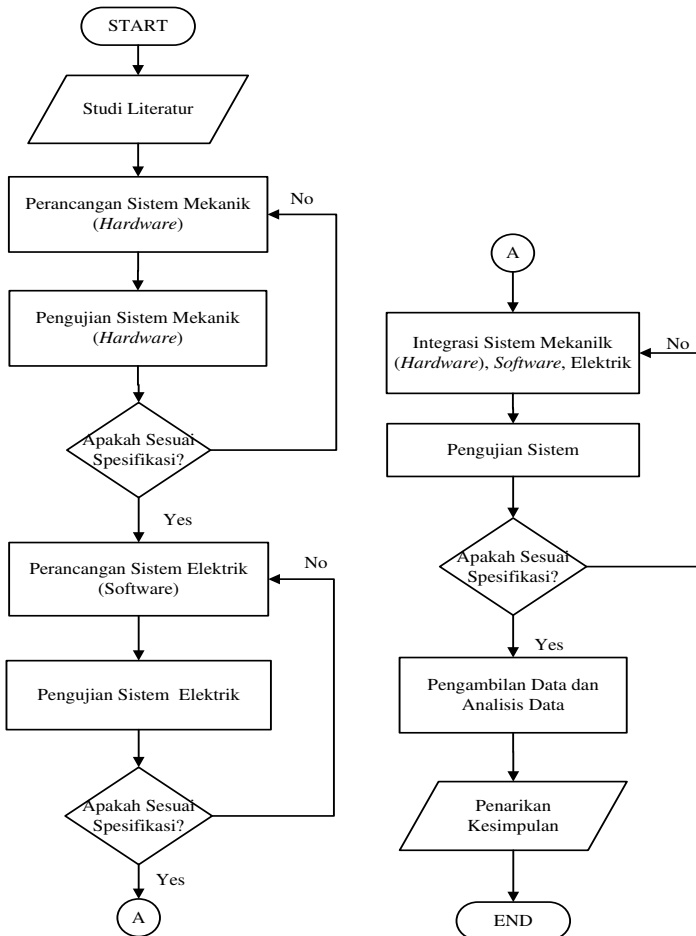 START
Studi Literatur
Perancangan Sistem Mekanik
(Hardware)
No
Pengujian Sistem Mekanik
(Hardware)
Apakah Sesuai
Spesifikasi?
Yes
Perancangan Sistem Elektrik
(Software)
No
Pengujian Sistem Elektrik
Apakah Sesuai
Spesifikasi?
Yes
A
A
Integrasi Sistem Mekanilk
(Hardware), Software, Elektrik
No
Pengujian Sistem
Apakah Sesuai
Spesifikasi?
Yes
Pengambilan Data dan
Analisis Data
Penarikan
Kesimpulan
END